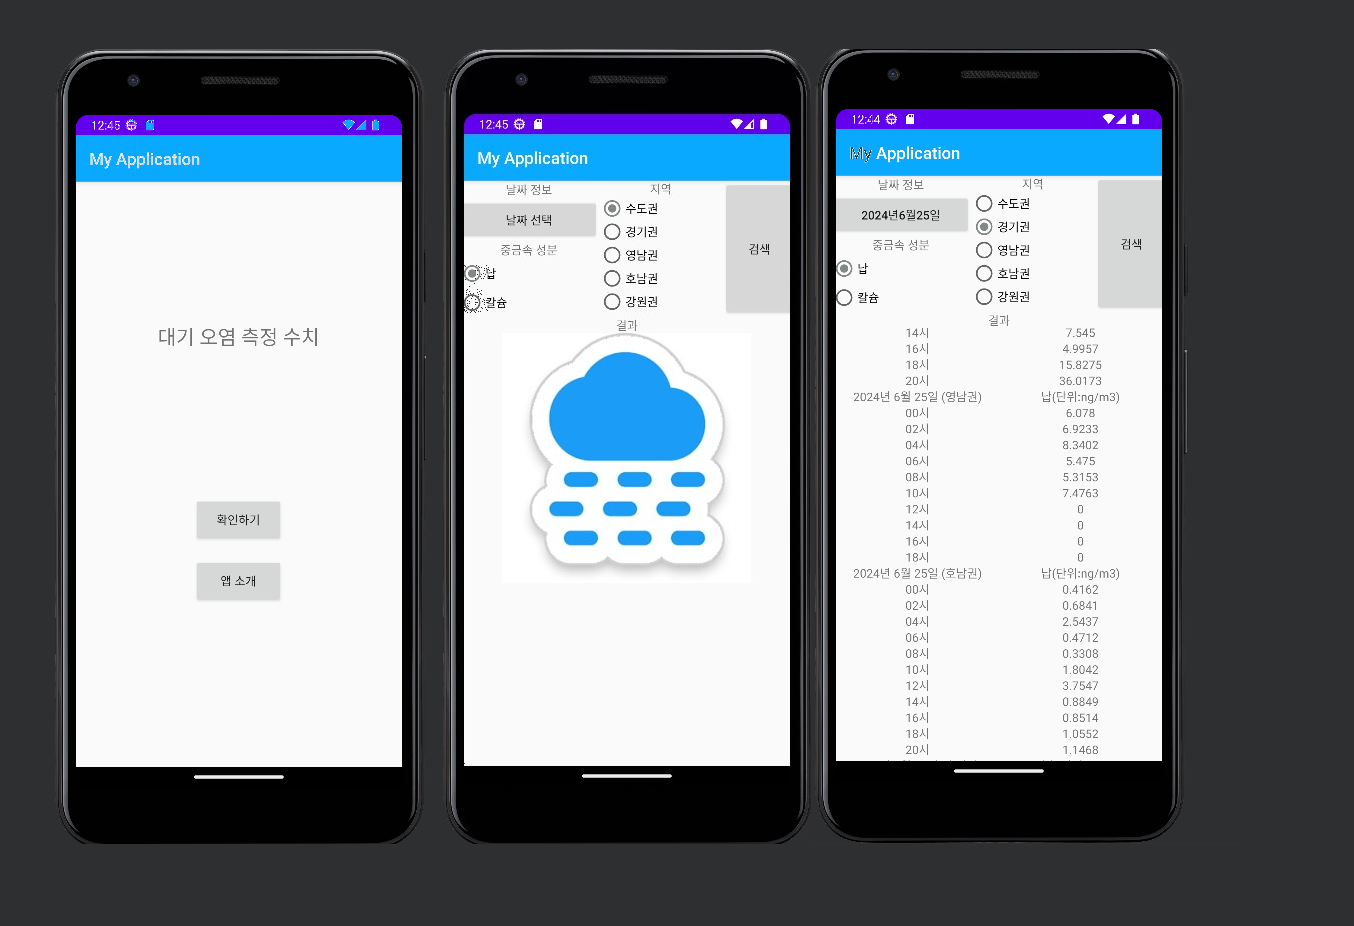 12:45
My Application
대기 오염 측정 수치
확인하기
앱 소개
12:45
My Application
날짜 정보
지역
날짜 선택
수도권
경기권
중금속 성분
영남권
검색
납
호남권
칼슘
강원권
결과
12:44
My Application
날짜 정보
지역
2024년6월25일
수도권
경기권
중금속 성분
영남권
검색
납
호남권
칼슘
강원권
결과
14시 7.545
16시 4.9957
18시 15.8275
20시 36.0173
2024년 6월 25일 (영남권) 납(단위:ng/m3)
00시 6.078
02시 6.9233
04시 8.3402
06시 5.475
08시 5.3153
10시 7.4763
12시 0
14시 0
16시 0
18시 0
2024년 6월 25일 (호남권) 납(단위:ng/m3)
00시 0.4162
02시 0.6841
04시 2.5437
06시 0.4712
08시 0.3308
10시 1.8042
12시 3.7547
14시 0.8849
16시 0.8514
18시 1.0552
20시 1.1468